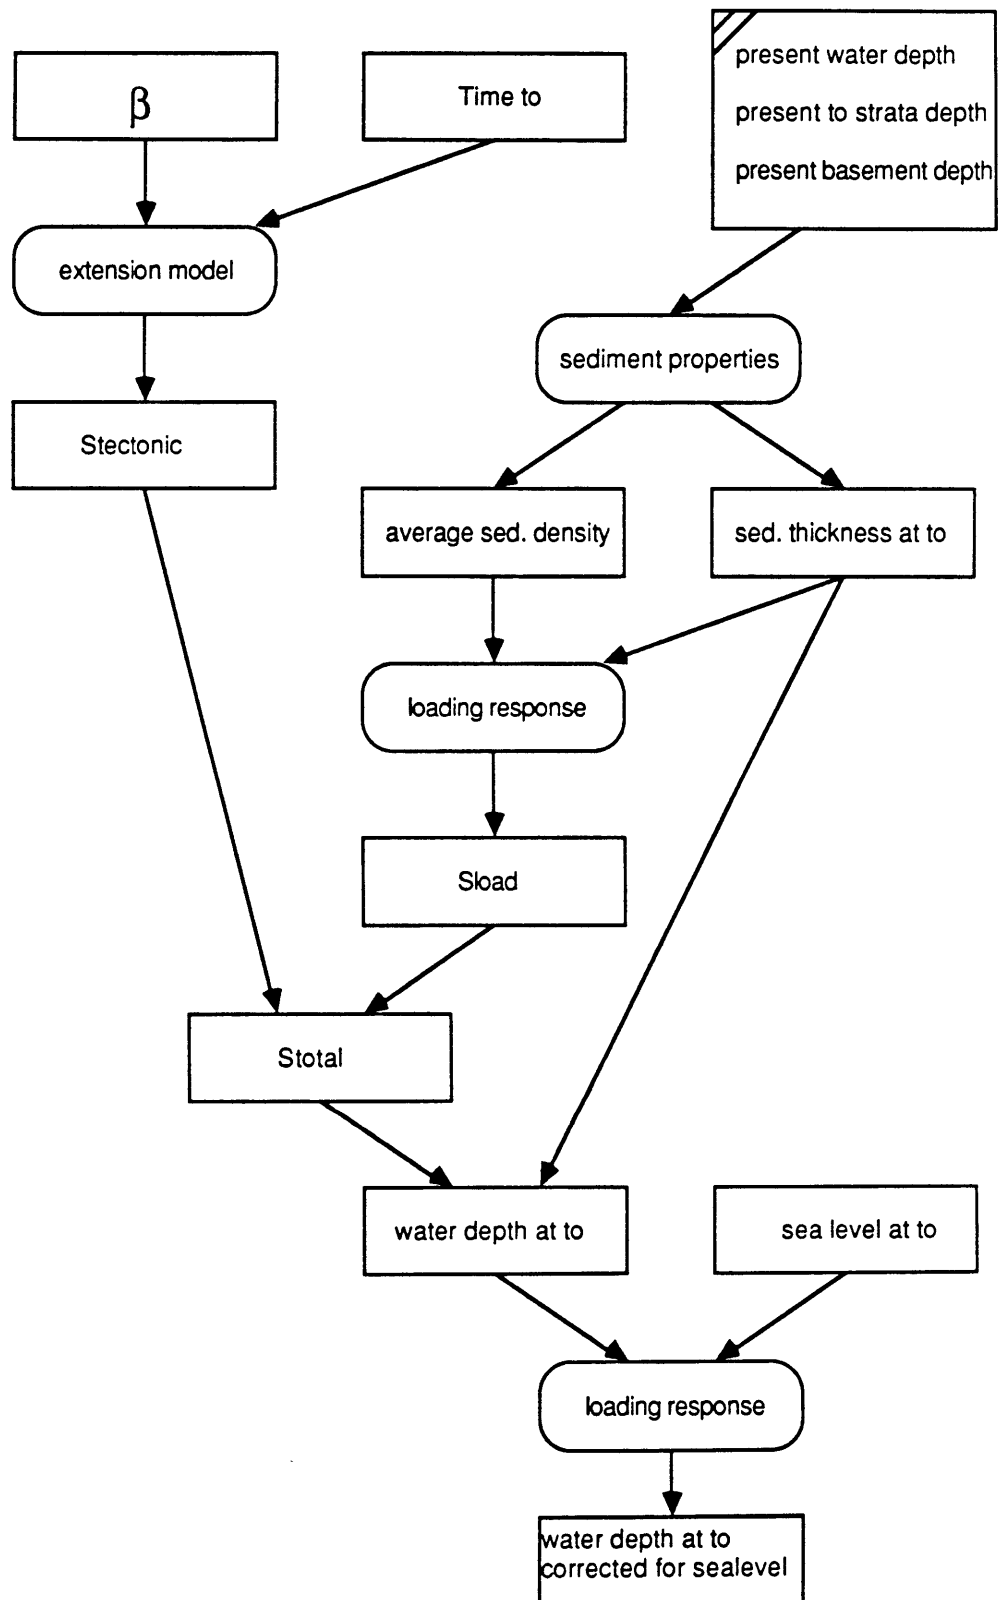 β
Time to
present water depth
present to strata depth
present basement depth
extension model
sediment properties
Stectonic
average sed. density
sed. thickness at to
loading response
Sload
Stotal
water depth at to
sea level at to
loading response
water depth at to
corrected for sealevel